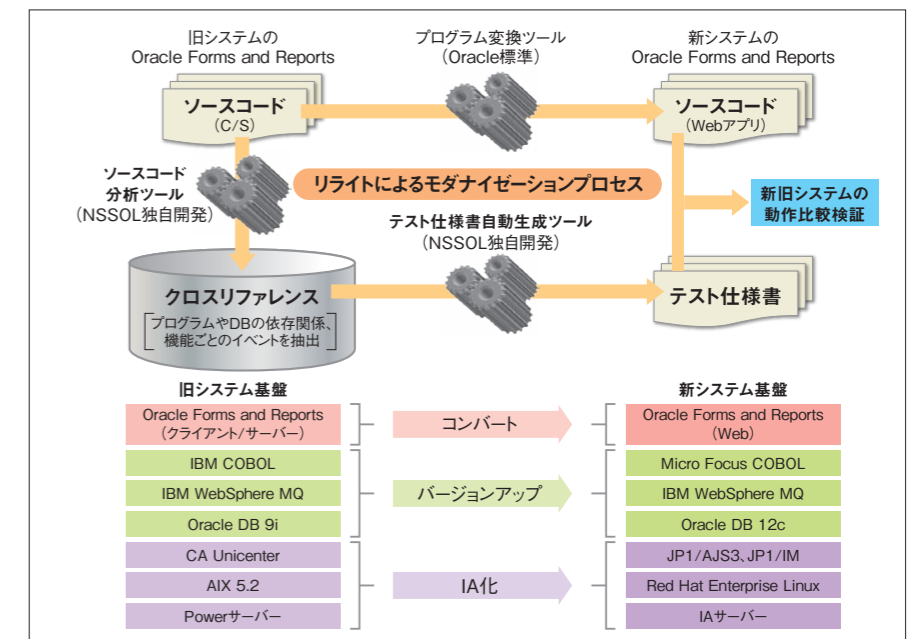 旧システムの
Oracle Forms and Reports
プログラム変換ツール
(Oracle標準)
新システムの
Oracle Forms and Reports
ソースコード
(C/S)
ソースコード
(Webアプリ)
ソースコード
分析ツール
(NSSOL独自開発)
リライトによるモダナイゼーションプロセス
新旧システムの
動作比較検証
テスト仕様書自動生成ツール
(NSSOL独自開発)
クロスリファレンス
プログラムやDBの依存関係、
機能ごとのイベントを抽出
テスト仕様書
旧システム基盤
新システム基盤
Oracle Forms and Reports
(クライアント/サーバー)
コンバート
Oracle Forms and Reports
(Web)
IBM COBOL
Micro Focus COBOL
IBM WebSphere MQ
バージョンアップ
IBM WebSphere MQ
Oracle DB 9i
Oracle DB 12c
CA Unicenter
JP1/AJS3、JP1/IM
AIX 5.2
IA化
Red Hat Enterprise Linux
Powerサーバー
IAサーバー